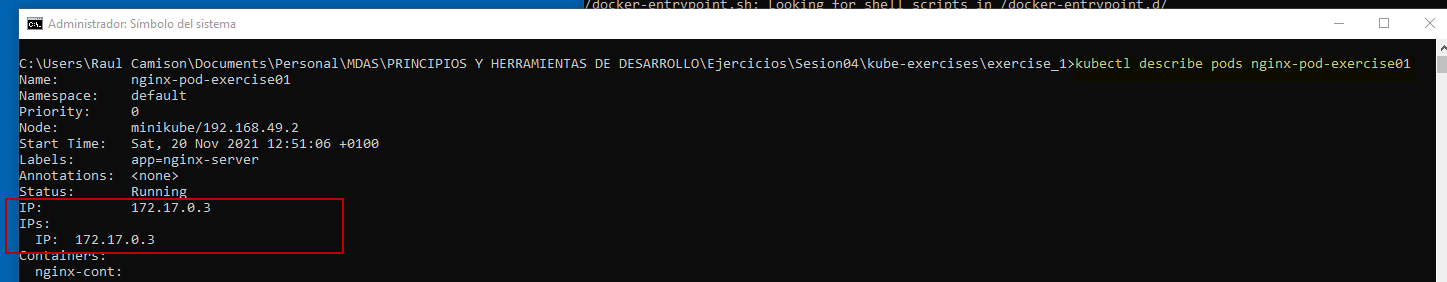 /docker-entrypoint.sh: Looking for shell scripts in /docker-entrypoint.d/
Administrador: Símbolo del sistema
C:\Users\Raul Camison\Documents\Personal\MDAS\PRINCIPIOS Y HERRAMIENTAS DE DESARROLLO\Ejercicios\Sesion04\kube-exercises\exercise_1>kubectl describe pods nginx-pod-exercise01
Name:         nginx-pod-exercise01
Namespace:    default
Priority:     0
Node:         minikube/192.168.49.2
Start Time:   Sat, 20 Nov 2021 12:51:06 +0100
Labels:       app=nginx-server
Annotations:  <none>
Status:       Running
IP:           172.17.0.3
IPs:
  IP:  172.17.0.3
Containers:
  nginx-cont: